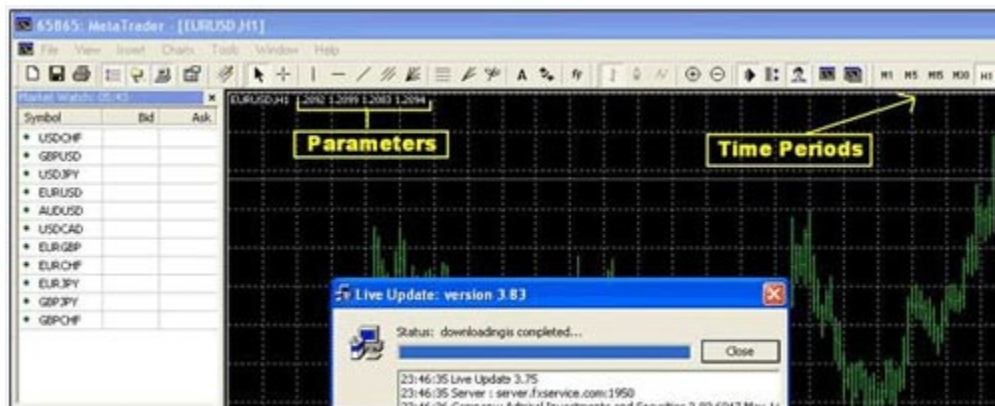 65865: MetaTrader - [EURUSD,H1]
File View Insert Charts Tools Window Help
A M1 M5 M15 M30 H1
Market Watch: 05:43
Symbol Bid Ask
USDCHF
GBPUSD
USDJPY
EURUSD
AUDUSD
USDCAD
EURGBP
EURCHF
EURJPY
GBPJPY
GBPCHF
EURUSD,H1 1.2092 1.2099 1.2083 1.2094
Parameters
Time Periods
Live Update: version 3.83
Status: downloading is completed...
Close
23:46:35 Live Update 3.75
23:46:35 Server : server.fxservice.com:1950